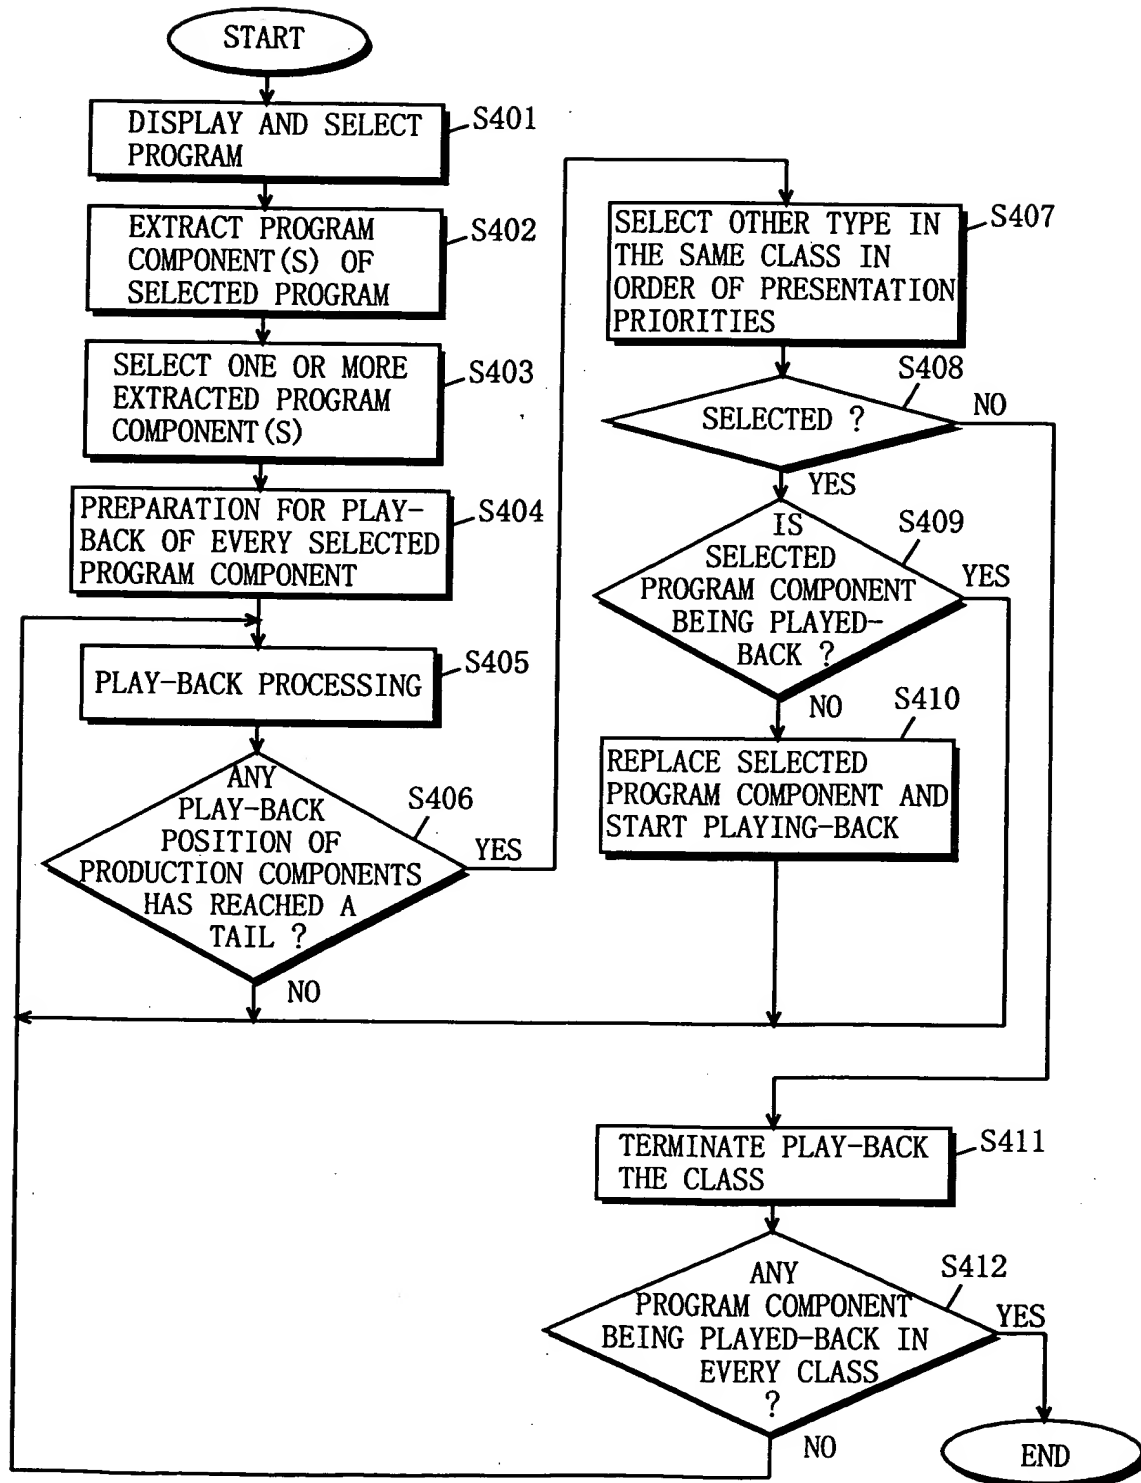 START
DISPLAY AND SELECT
PROGRAM
S401
EXTRACT PROGRAM
COMPONENT(S) OF
SELECTED PROGRAM
S402
SELECT ONE OR MORE
EXTRACTED PROGRAM
COMPONENT(S)
S403
PREPARATION FOR PLAY-
BACK OF EVERY SELECTED
PROGRAM COMPONENT
S404
PLAY-BACK PROCESSING
S405
ANY
PLAY-BACK
POSITION OF
PRODUCTION COMPONENTS
HAS REACHED A
TAIL ?
S406
YES
NO
SELECT OTHER TYPE IN
THE SAME CLASS IN
ORDER OF PRESENTATION
PRIORITIES
S407
SELECTED ?
S408
NO
YES
IS
SELECTED
PROGRAM COMPONENT
BEING PLAYED-
BACK ?
S409
YES
NO
REPLACE SELECTED
PROGRAM COMPONENT AND
START PLAYING-BACK
S410
TERMINATE PLAY-BACK
THE CLASS
S411
ANY
PROGRAM COMPONENT
BEING PLAYED-BACK IN
EVERY CLASS
?
S412
YES
NO
END